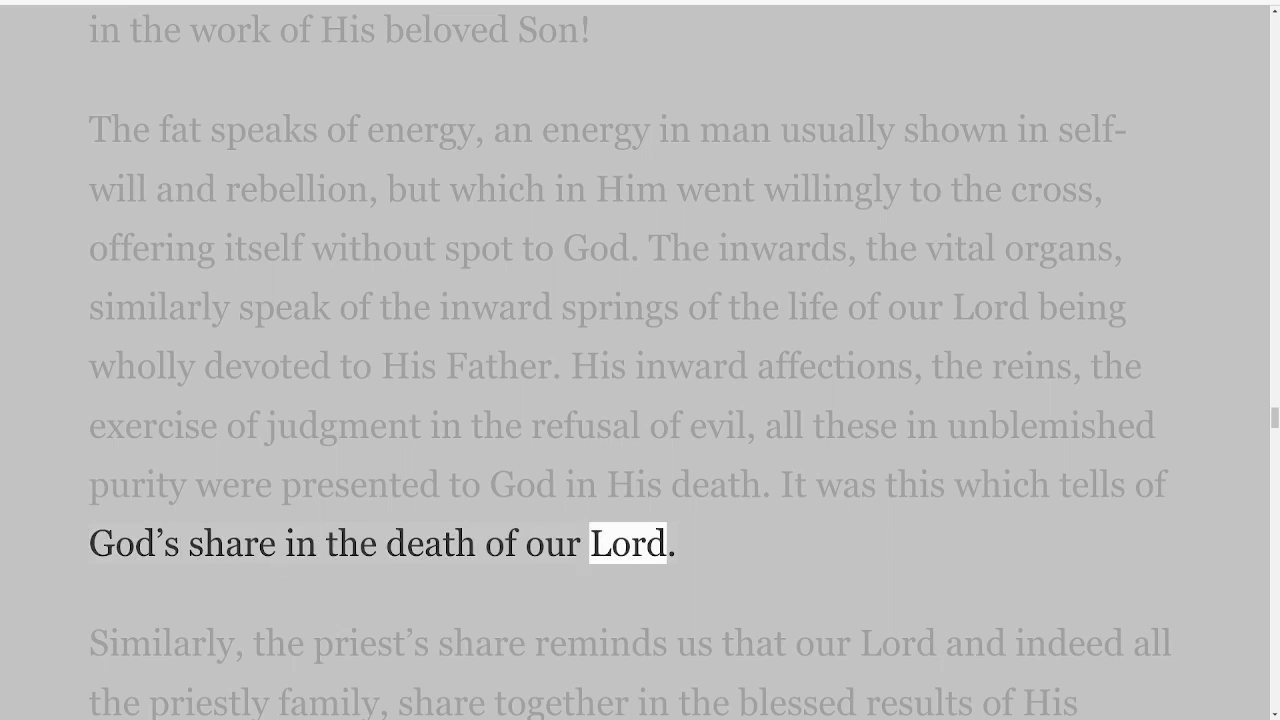 in the work of His beloved Son!
The fat speaks of energy, an energy in man usually shown in self-
will and rebellion, but which in Him went willingly to the cross,
offering itself without spot to God. The inwards, the vital organs,
similarly speak of the inward springs of the life of our Lord being
wholly devoted to His Father. His inward affections, the reins, the
exercise of judgment in the refusal of evil, all these in unblemished
purity were presented to God in His death. It was this which tells of
God’s share in the death of our Lord.
Similarly, the priest’s share reminds us that our Lord and indeed all
the priestly family, share together in the blessed results of His